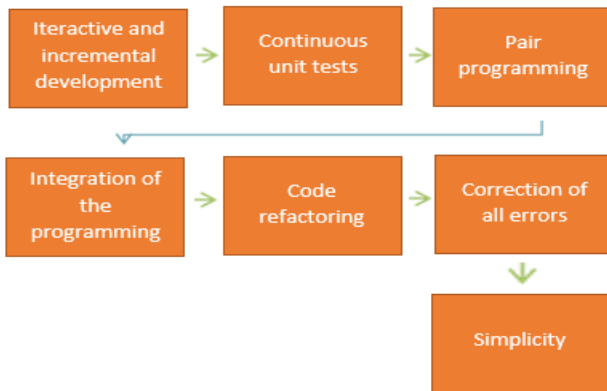 Iteractive and
incremental
development
Continuous
unit tests
Pair
programming
Integration of
the
programming
Code
refactoring
Correction of
all errors
Simplicity